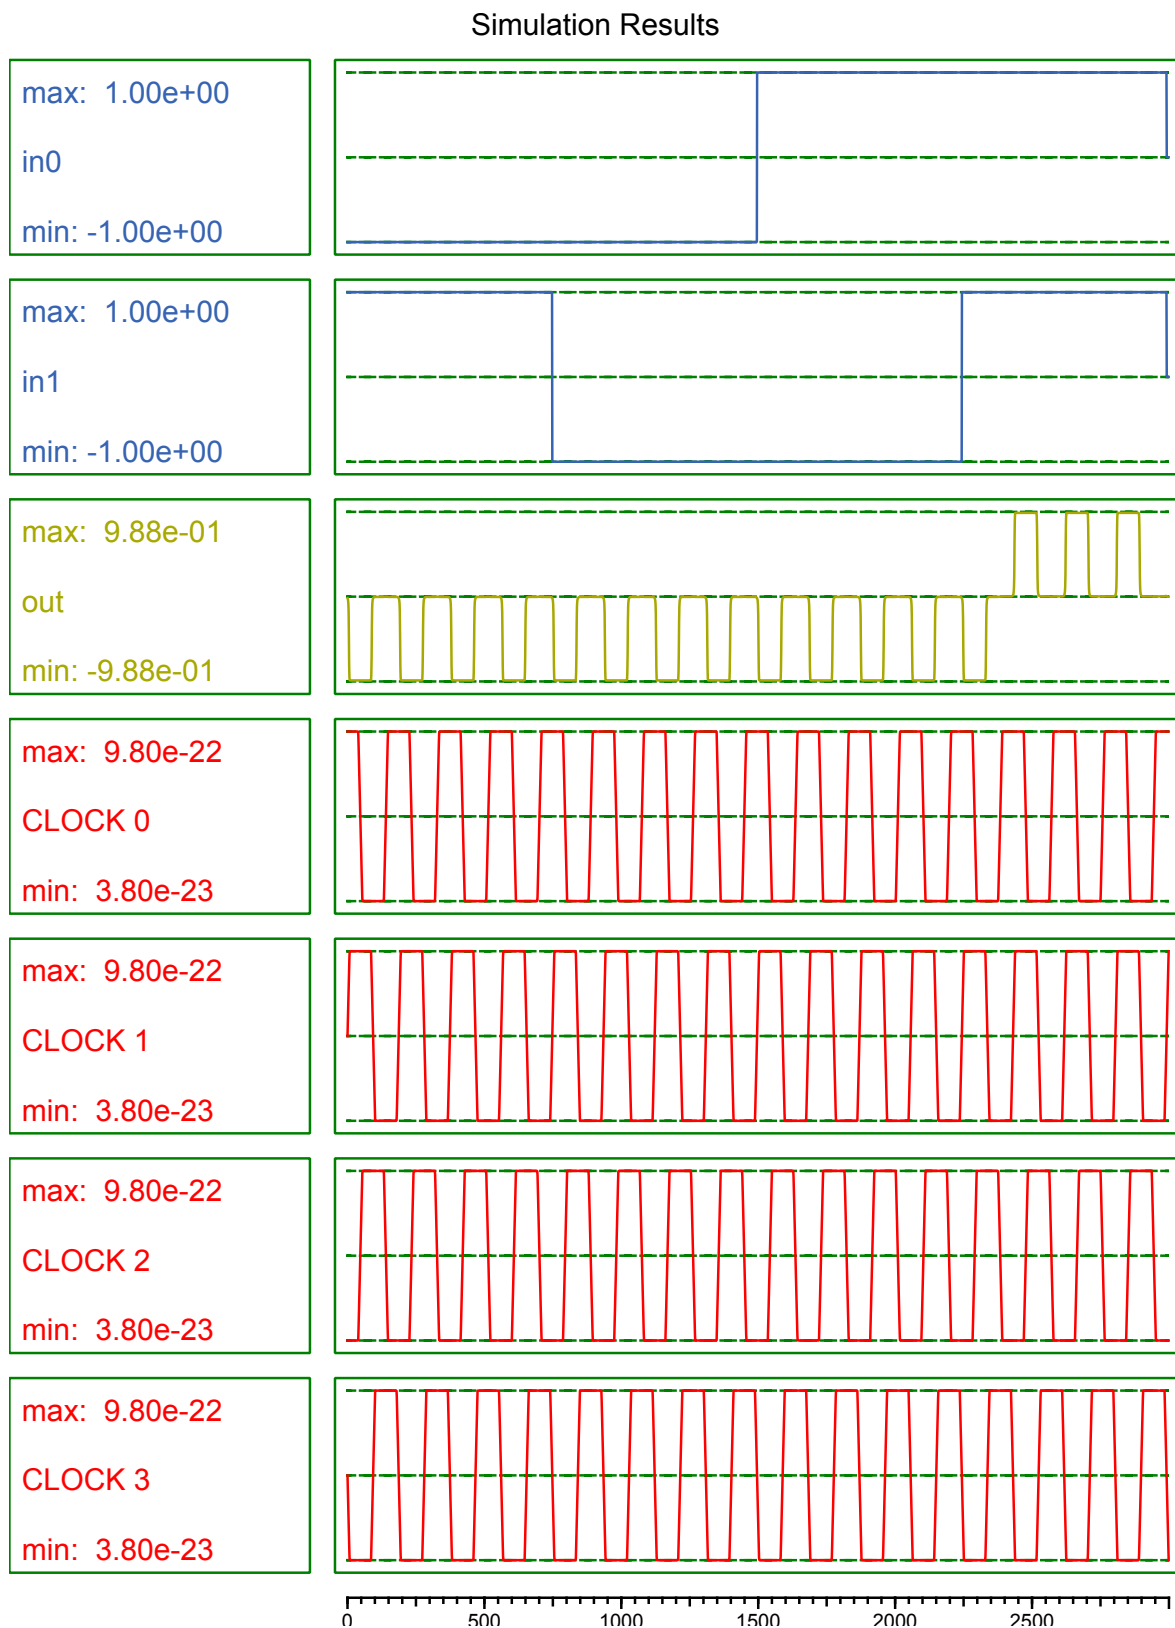 Simulation Results
max: 1.00e+00
in0
min: -1.00e+00
max: 1.00e+00
in1
min: -1.00e+00
max: 9.88e-01
out
min: -9.88e-01
max: 9.80e-22
CLOCK 0
min: 3.80e-23
max: 9.80e-22
CLOCK 1
min: 3.80e-23
max: 9.80e-22
CLOCK 2
min: 3.80e-23
max: 9.80e-22
CLOCK 3
min: 3.80e-23
0 500 1000 1500 2000 2500